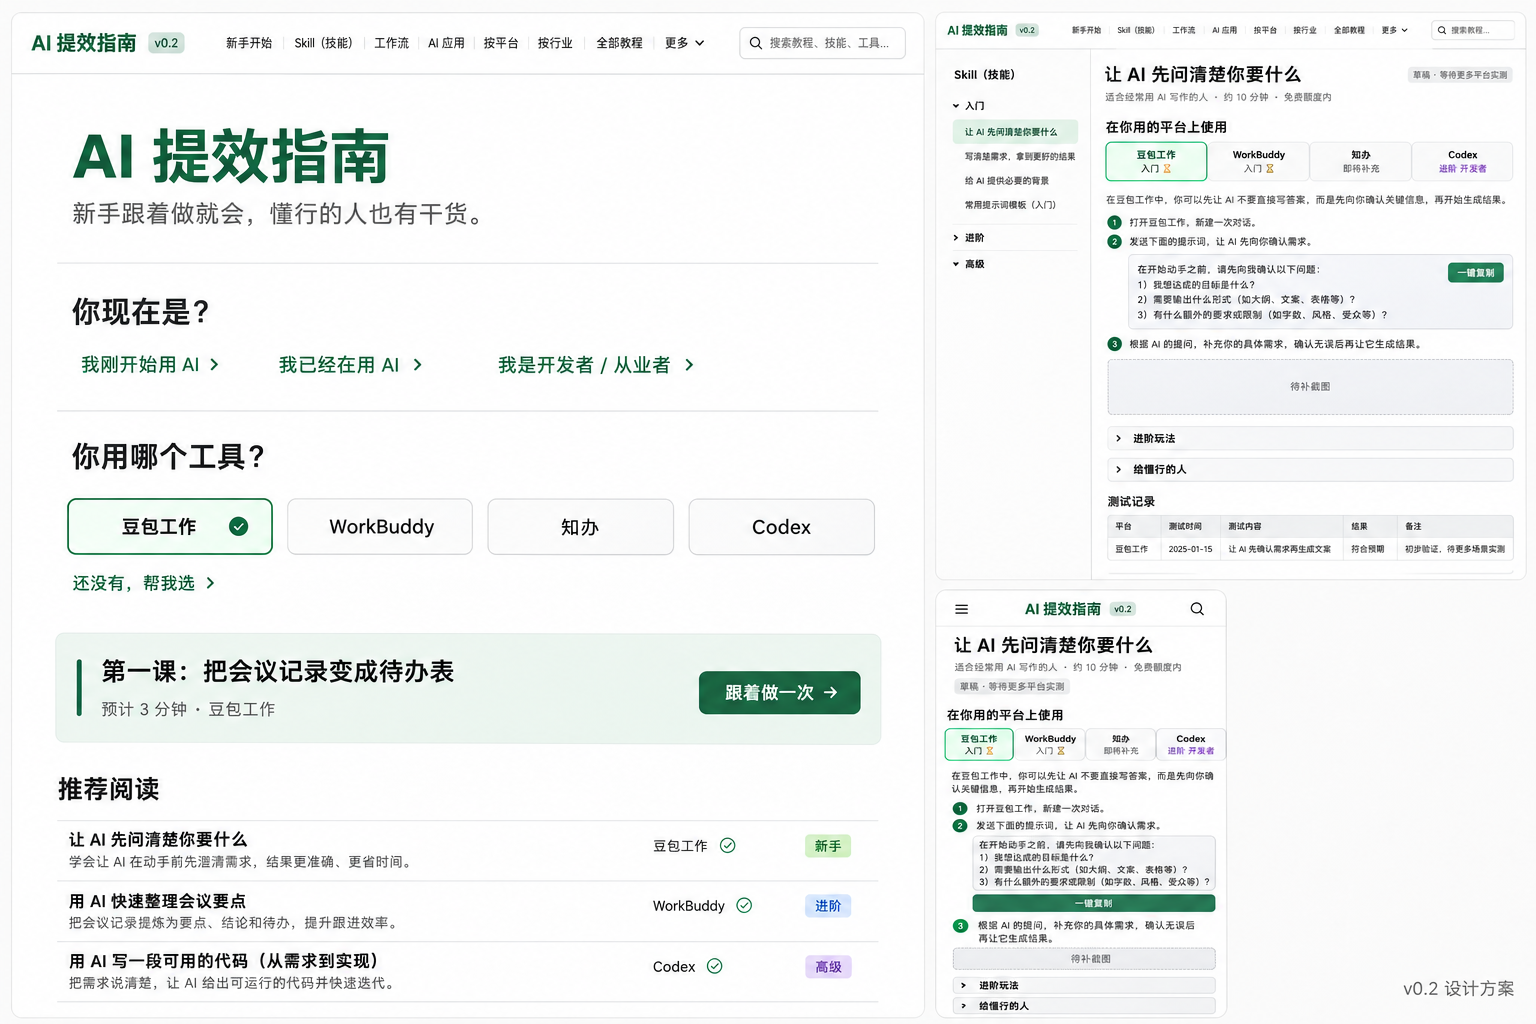 AI 提效指南 v0.2 新手开始 Skill (技能) 工作流 AI 应用 按平台 按行业 全部教程 更多 搜索教程、技能、工具...
AI 提效指南
新手跟着做就会，懂行的人也有干货。
你现在是？
我刚开始用 AI 我已经在用 AI 我是开发者 / 从业者
你用哪个工具？
豆包工作 WorkBuddy 知办 Codex
还没有，帮我选
第一课：把会议记录变成待办表
预计 3 分钟 · 豆包工作
跟着做一次 →
推荐阅读
让 AI 先问清楚你要什么
学会让 AI 在动手前先澄清需求，结果更准确、更省时间。
豆包工作 新手
用 AI 快速整理会议要点
把会议记录提炼为要点、结论和待办，提升跟进效率。
WorkBuddy 进阶
用 AI 写一段可用的代码（从需求到实现）
把需求说清楚，让 AI 给出可运行的代码并快速迭代。
Codex 高级
AI 提效指南 v0.2 新手开始 Skill (技能) 工作流 AI 应用 按平台 按行业 全部教程 更多 搜索教程...
Skill（技能）
入门
让 AI 先问清楚你要什么
写清楚需求，拿到更好的结果
给 AI 提供必要的背景
常用提示词模板（入门）
进阶
高级
让 AI 先问清楚你要什么
草稿 · 等待更多平台实测
适合经常用 AI 写作的人 · 约 10 分钟 · 免费额度内
在你用的平台上使用
豆包工作 WorkBuddy 知办 Codex
入门 入门 即将补充 进阶 开发者
在豆包工作中，你可以先让 AI 不要直接写答案，而是先向你确认关键信息，再开始生成结果。
1 打开豆包工作，新建一次对话。
2 发送下面的提示词，让 AI 先向你确认需求。
在开始动手之前，请先向我确认以下问题：
一键复制
1）我想达成的目标是什么？
2）需要输出什么形式（如大纲、文案、表格等）？
3）有什么额外的要求或限制（如字数、风格、受众等）？
3 根据 AI 的提问，补充你的具体需求，确认无误后再让它生成结果。
待补截图
进阶玩法
给懂行的人
测试记录
平台 测试时间 测试内容 结果 备注
豆包工作 2025-01-15 让 AI 先确认需求再生成文案 符合预期 初步验证，待更多场景实测
AI 提效指南 v0.2
让 AI 先问清楚你要什么
适合经常用 AI 写作的人 · 约 10 分钟 · 免费额度内
草稿 · 等待更多平台实测
在你用的平台上使用
豆包工作 WorkBuddy 知办 Codex
入门 入门 即将补充 进阶 开发者
在豆包工作中，你可以先让 AI 不要直接写答案，而是先向你确
认关键信息，再开始生成结果。
1 打开豆包工作，新建一次对话。
2 发送下面的提示词，让 AI 先向你确认需求。
在开始动手之前，请先向我确认以下问题：
1）我想达成的目标是什么？
2）需要输出什么形式（如大纲、文案、表格等）？
3）有什么额外的要求或限制（如字数、风格、受众等）？
一键复制
3 根据 AI 的提问，补充你的具体需求，确认无误后
再让它生成结果。
待补截图
进阶玩法
给懂行的人
v0.2 设计方案